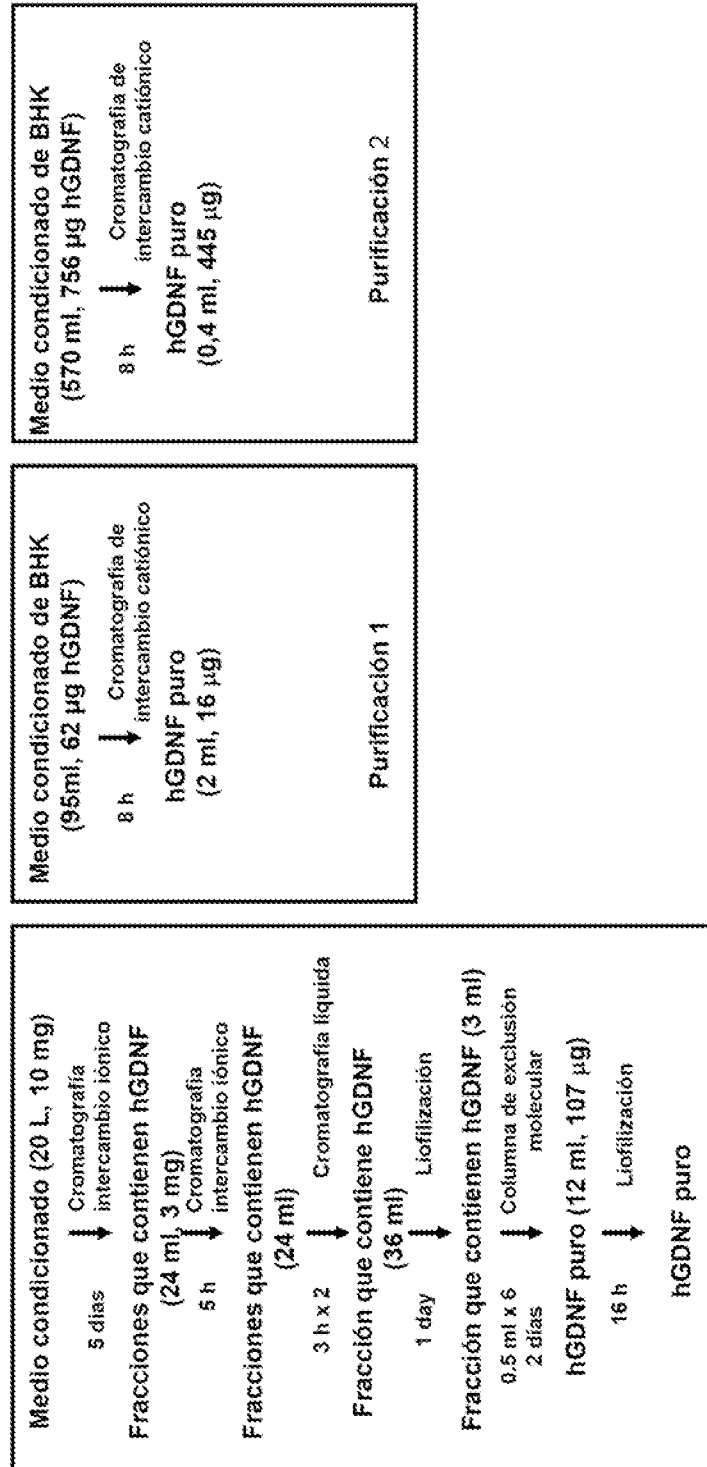 Medio condicionado (20 L, 10 mg)
5 días
Cromatografía
intercambio iónico
Fracciones que contienen hGDNF
(24 ml, 3 mg)
5 h
Cromatografía
intercambio iónico
Fracciones que contienen hGDNF
(24 ml)
3 h x 2
Cromatografía líquida
Fracción que contiene hGDNF
(36 ml)
1 day
Liofilización
Fracción que contienen hGDNF (3 ml)
0.5 ml x 6
2 días
Columna de exclusión
molecular
hGDNF puro (12 ml, 107 µg)
16 h
Liofilización
hGDNF puro
Medio condicionado de BHK
(95ml, 62 µg hGDNF)
8 h
Cromatografía de
intercambio catiónico
hGDNF puro
(2 ml, 16 µg)
Purificación 1
Medio condicionado de BHK
(570 ml, 756 µg hGDNF)
8 h
Cromatografía de
intercambio catiónico
hGDNF puro
(0,4 ml, 445 µg)
Purificación 2